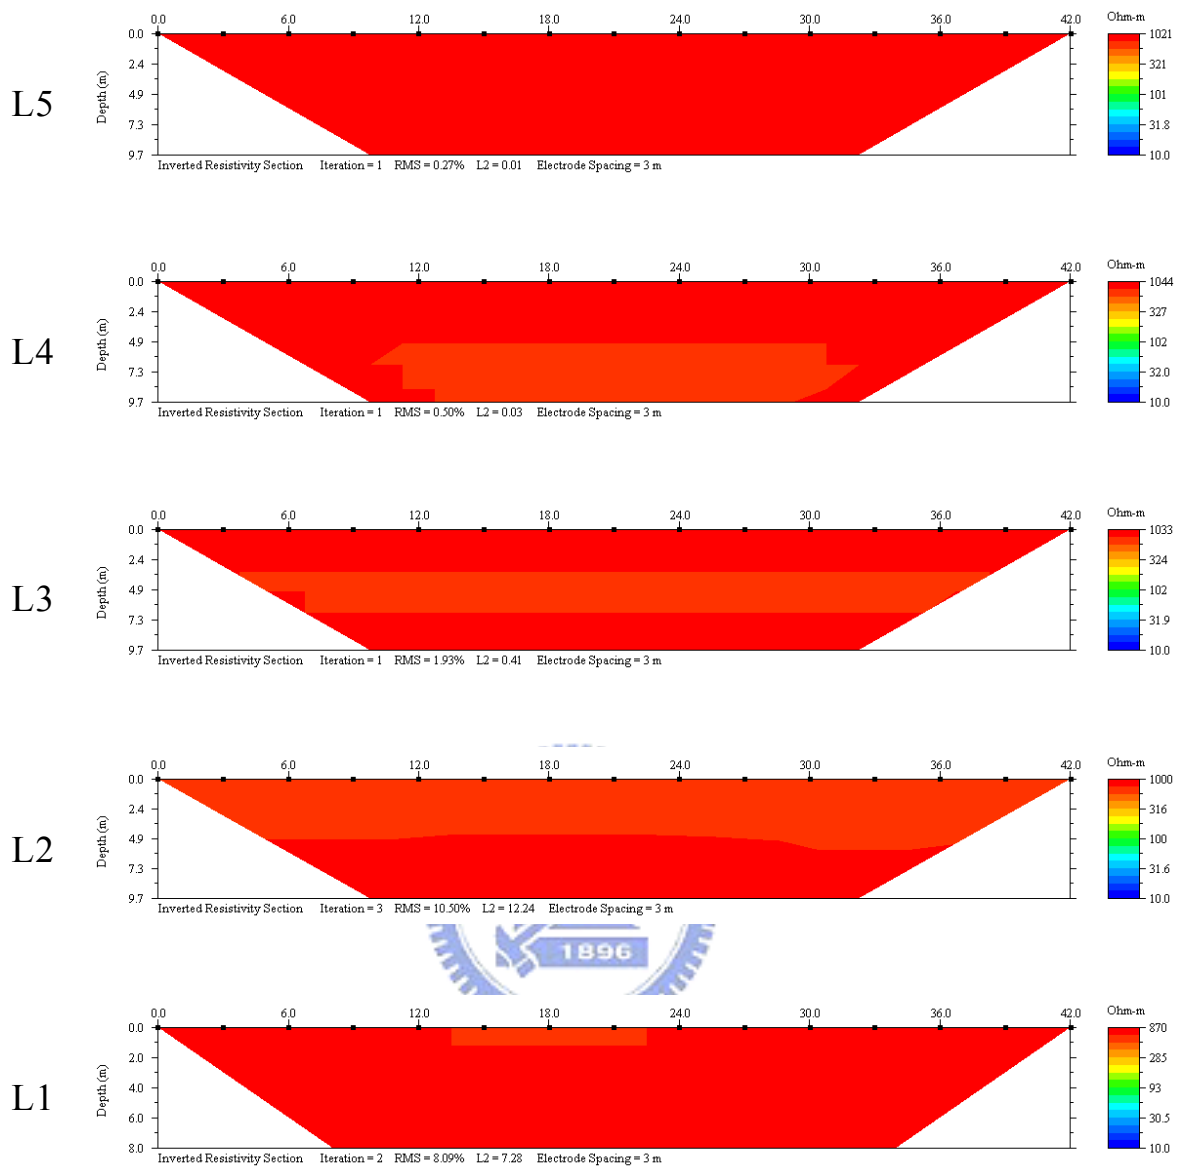 0.0 6.0 12.0 18.0 24.0 30.0 36.0 42.0 Ohm-m
L5
Depth (m)
0.0
2.4
4.9
7.3
9.7
1021
321
101
31.8
10.0
Inverted Resistivity Section Iteration = 1 RMS = 0.27% L2 = 0.01 Electrode Spacing = 3 m
0.0 6.0 12.0 18.0 24.0 30.0 36.0 42.0 Ohm-m
L4
Depth (m)
0.0
2.4
4.9
7.3
9.7
1044
327
102
32.0
10.0
Inverted Resistivity Section Iteration = 1 RMS = 0.50% L2 = 0.03 Electrode Spacing = 3 m
0.0 6.0 12.0 18.0 24.0 30.0 36.0 42.0 Ohm-m
L3
Depth (m)
0.0
2.4
4.9
7.3
9.7
1033
324
102
31.9
10.0
Inverted Resistivity Section Iteration = 1 RMS = 1.93% L2 = 0.41 Electrode Spacing = 3 m
0.0 6.0 12.0 18.0 24.0 30.0 36.0 42.0 Ohm-m
L2
Depth (m)
0.0
2.4
4.9
7.3
9.7
1000
316
100
31.6
10.0
Inverted Resistivity Section Iteration = 3 RMS = 10.50% L2 = 12.24 Electrode Spacing = 3 m
1896
0.0 6.0 12.0 18.0 24.0 30.0 36.0 42.0 Ohm-m
L1
Depth (m)
0.0
2.0
4.0
6.0
8.0
870
285
93
30.5
10.0
Inverted Resistivity Section Iteration = 2 RMS = 8.09% L2 = 7.28 Electrode Spacing = 3 m